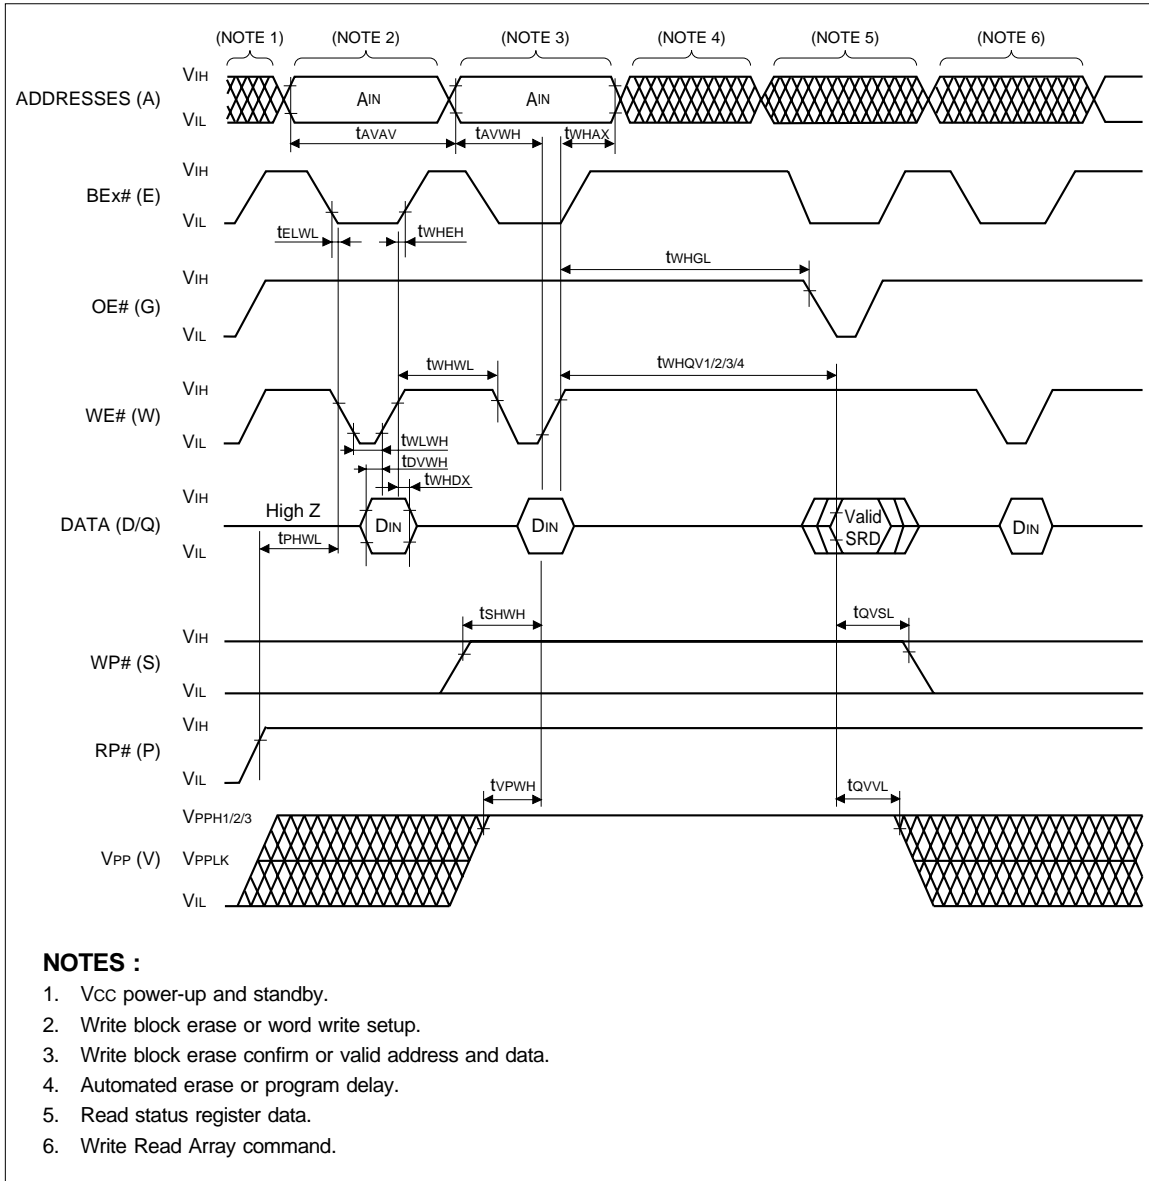 (NOTE 1) (NOTE 2) (NOTE 3) (NOTE 4) (NOTE 5) (NOTE 6)
VIH
ADDRESSES (A) AIN AIN
VIL
tAVAV tAVWH tWHAX
VIH
BEx# (E)
VIL
tELWL tWHEH
tWHGL
VIH
OE# (G)
VIL
tWHWL tWHQV1/2/3/4
VIH
WE# (W)
VIL
tWLWH
tDVWH
tWHDX
VIH
High Z
DATA (D/Q) DIN DIN Valid SRD DIN
VIL
tPHWL
tSHWH tQVSL
VIH
WP# (S)
VIL
VIH
RP# (P)
VIL
tVPWH tQVVL
VPPH1/2/3
VPP (V) VPPLK
VIL
NOTES :
1. VCC power-up and standby.
2. Write block erase or word write setup.
3. Write block erase confirm or valid address and data.
4. Automated erase or program delay.
5. Read status register data.
6. Write Read Array command.